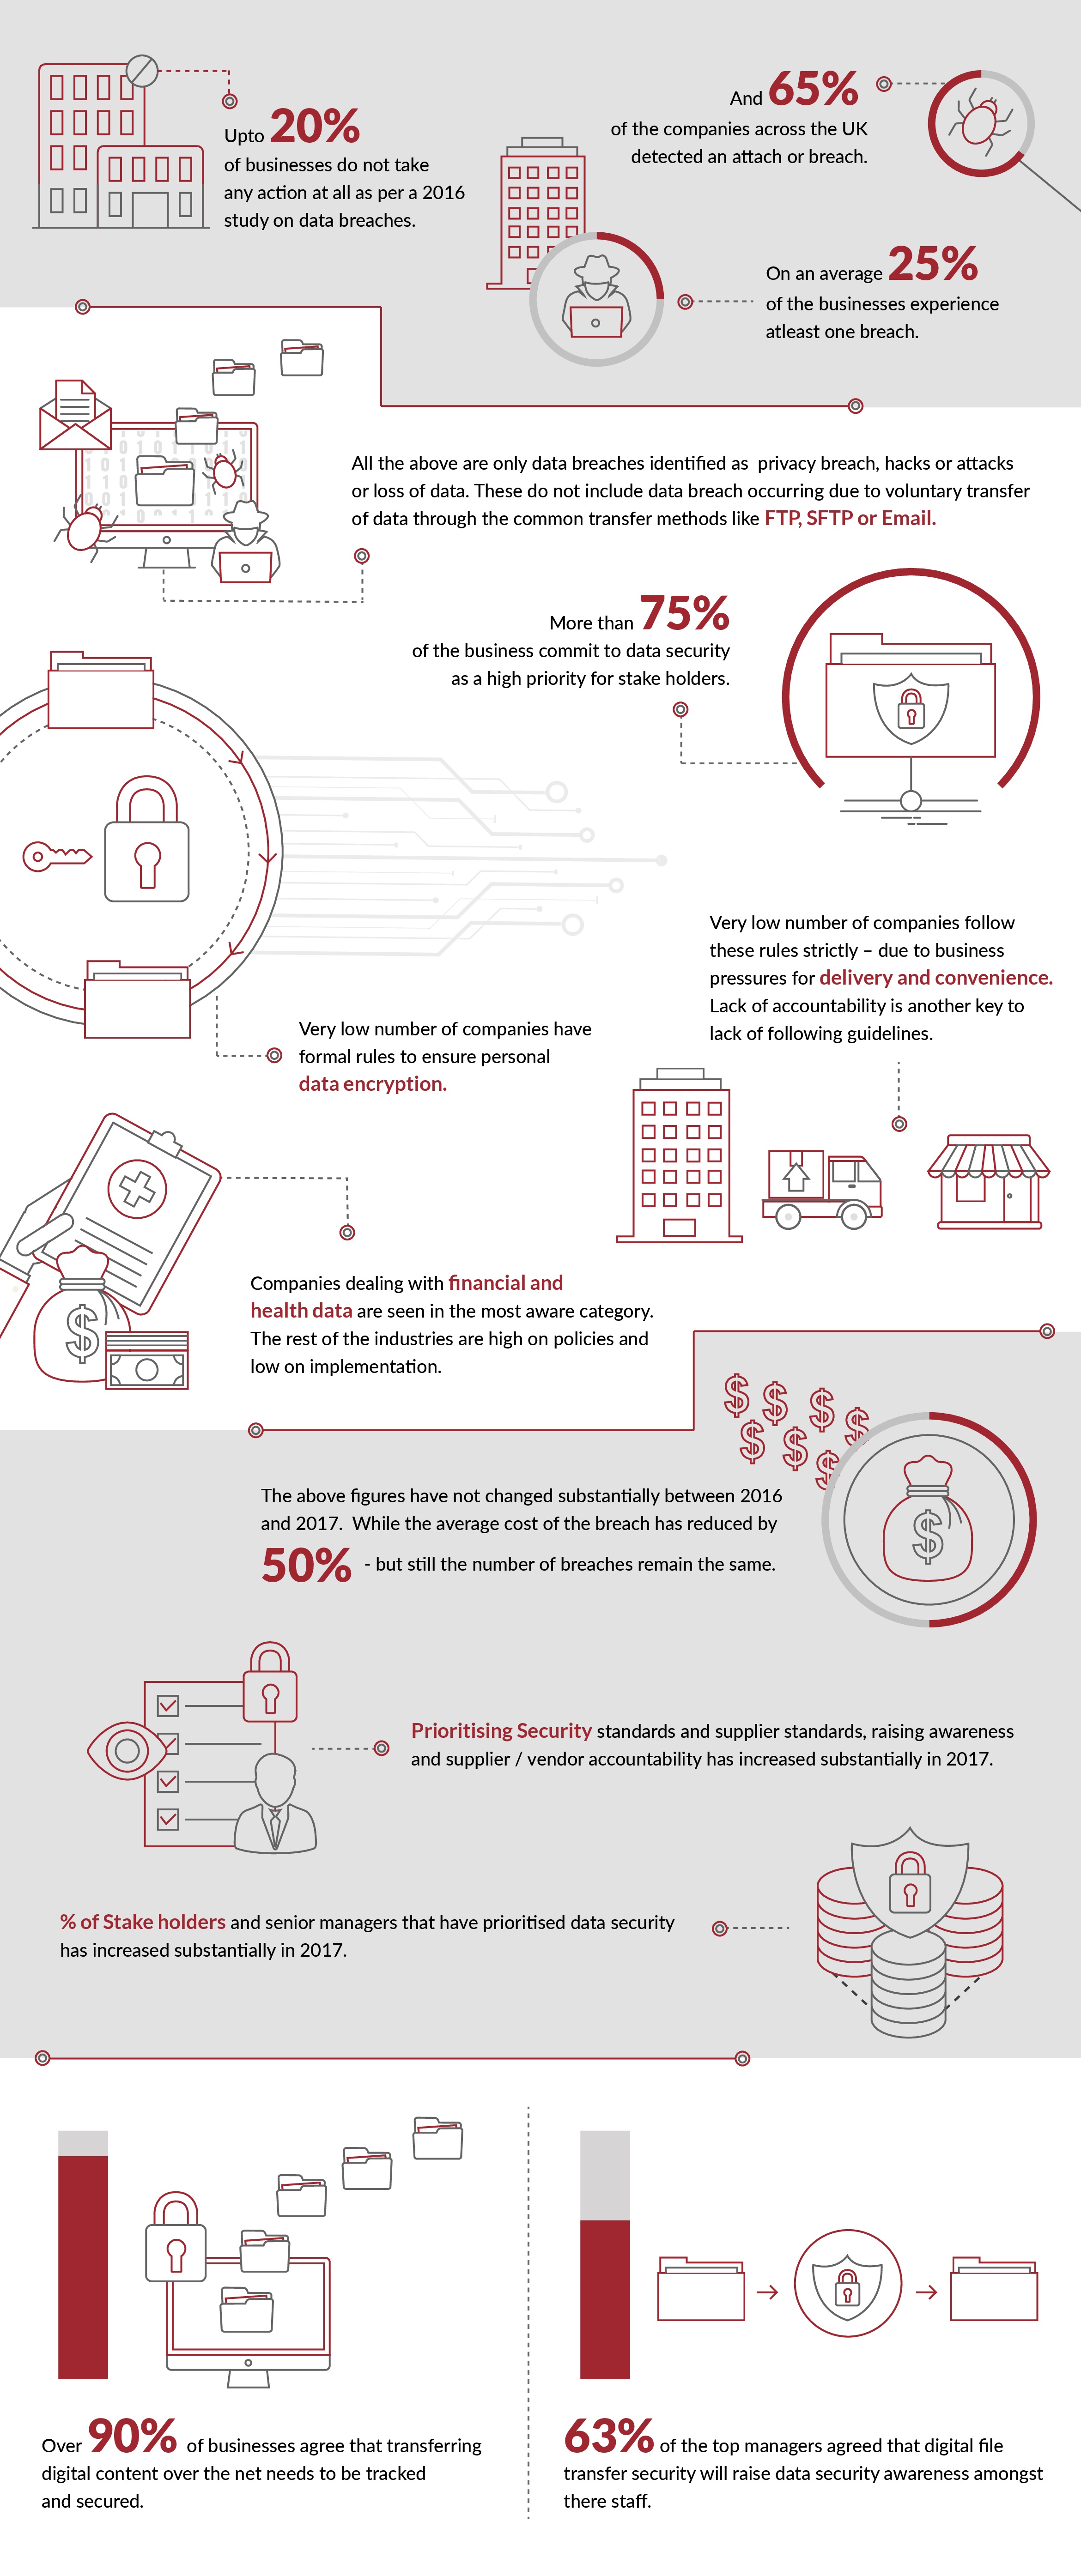 Upto 20%
of businesses do not take
any action at all as per a 2016
study on data breaches.
And 65%
of the companies across the UK
detected an attach or breach.
On an average 25%
of the businesses experience
atleast one breach.
All the above are only data breaches identified as privacy breach, hacks or attacks
or loss of data. These do not include data breach occurring due to voluntary transfer
of data through the common transfer methods like FTP, SFTP or Email.
More than 75%
of the business commit to data security
as a high priority for stake holders.
Very low number of companies follow
these rules strictly – due to business
pressures for delivery and convenience.
Lack of accountability is another key to
lack of following guidelines.
Very low number of companies have
formal rules to ensure personal
data encryption.
Companies dealing with financial and
health data are seen in the most aware category.
The rest of the industries are high on policies and
low on implementation.
The above figures have not changed substantially between 2016
and 2017. While the average cost of the breach has reduced by
50% - but still the number of breaches remain the same.
Prioritising Security standards and supplier standards, raising awareness
and supplier / vendor accountability has increased substantially in 2017.
% of Stake holders and senior managers that have prioritised data security
has increased substantially in 2017.
Over 90% of businesses agree that transferring
digital content over the net needs to be tracked
and secured.
63% of the top managers agreed that digital file
transfer security will raise data security awareness amongst
there staff.